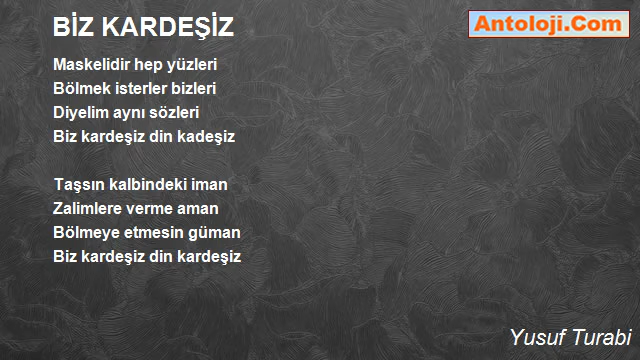 BİZ KARDEŞİZ
Antoloji.Com
Maskelidir hep yüzleri
Bölmek isterler bizleri
Diyelim aynı sözleri
Biz kardeşiz din kadeşiz
Taşsın kalbindeki iman
Zalimlere verme aman
Bölmeye etmesin güman
Biz kardeşiz din kardeşiz
Yusuf Turabi